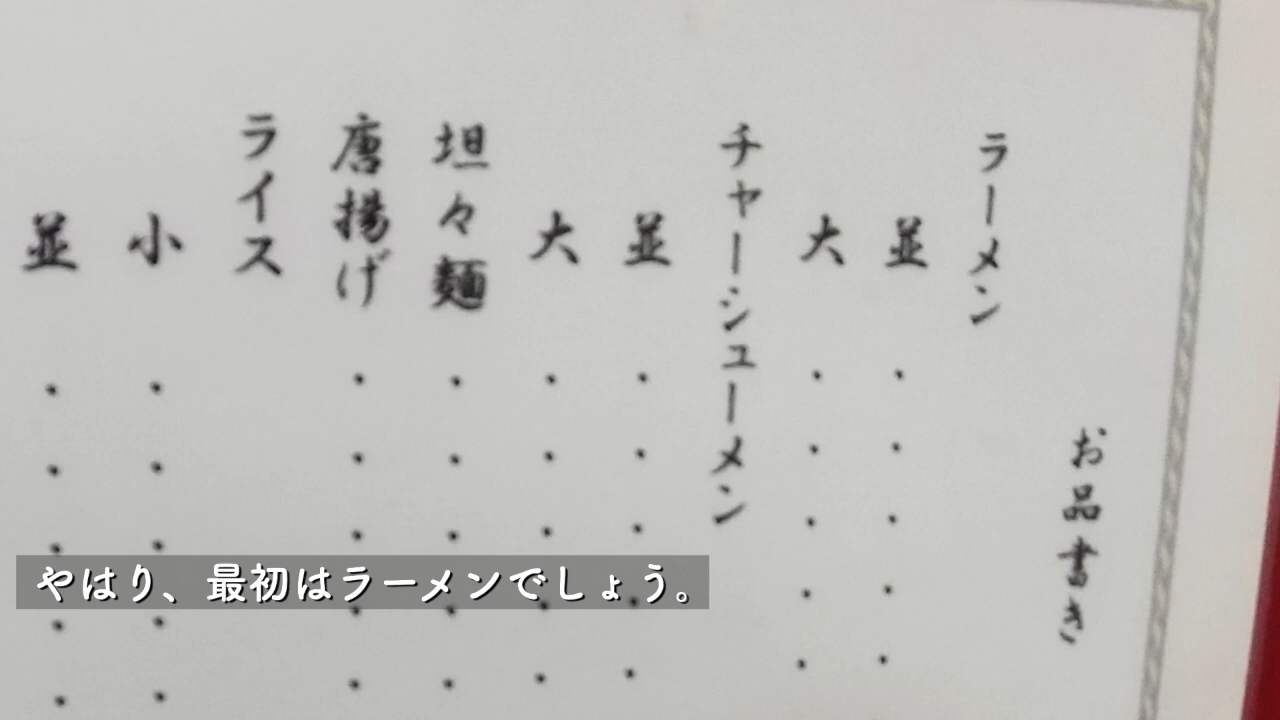 お品書き
ラーメン
並・・・・・
大・・・・・
チャーシューメン
並・・・・・
大・・・・・
坦々麺・・・・・
唐揚げ・・・・・
ライス
小・・・・・
並・・・・・
やはり、最初はラーメンでしょう。